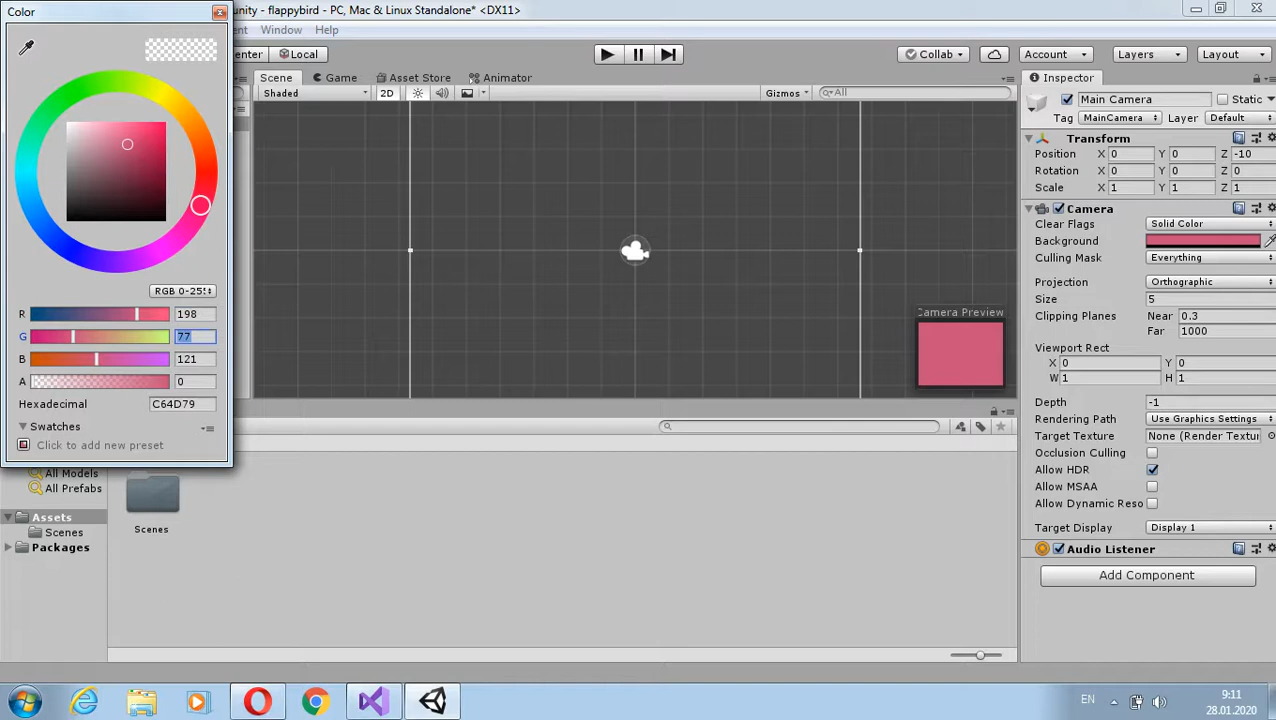 Color
unity - flappybird - PC, Mac & Linux Standalone* <DX11>
Window Help
Local
Collab
Account
Layers
Layout
Scene
Game
Asset Store
Animator
Shaded
2D
Gizmos
All
RGB 0-255
R 198
G 77
B 121
A 0
Hexadecimal C64D79
Swatches
Click to add new preset
Camera Preview
All Models
All Prefabs
Assets
Scenes
Packages
Scenes
Inspector
Main Camera
Static
Tag MainCamera Layer Default
Transform
Position X 0 Y 0 Z -10
Rotation X 0 Y 0 Z 0
Scale X 1 Y 1 Z 1
Camera
Clear Flags Solid Color
Background
Culling Mask Everything
Projection Orthographic
Size 5
Clipping Planes Near 0.3
Far 1000
Viewport Rect
X 0 Y 0
W 1 H 1
Depth -1
Rendering Path Use Graphics Settings
Target Texture None (Render Textur
Occlusion Culling
Allow HDR
Allow MSAA
Allow Dynamic Reso
Target Display Display 1
Audio Listener
Add Component
EN
9:11
28.01.2020